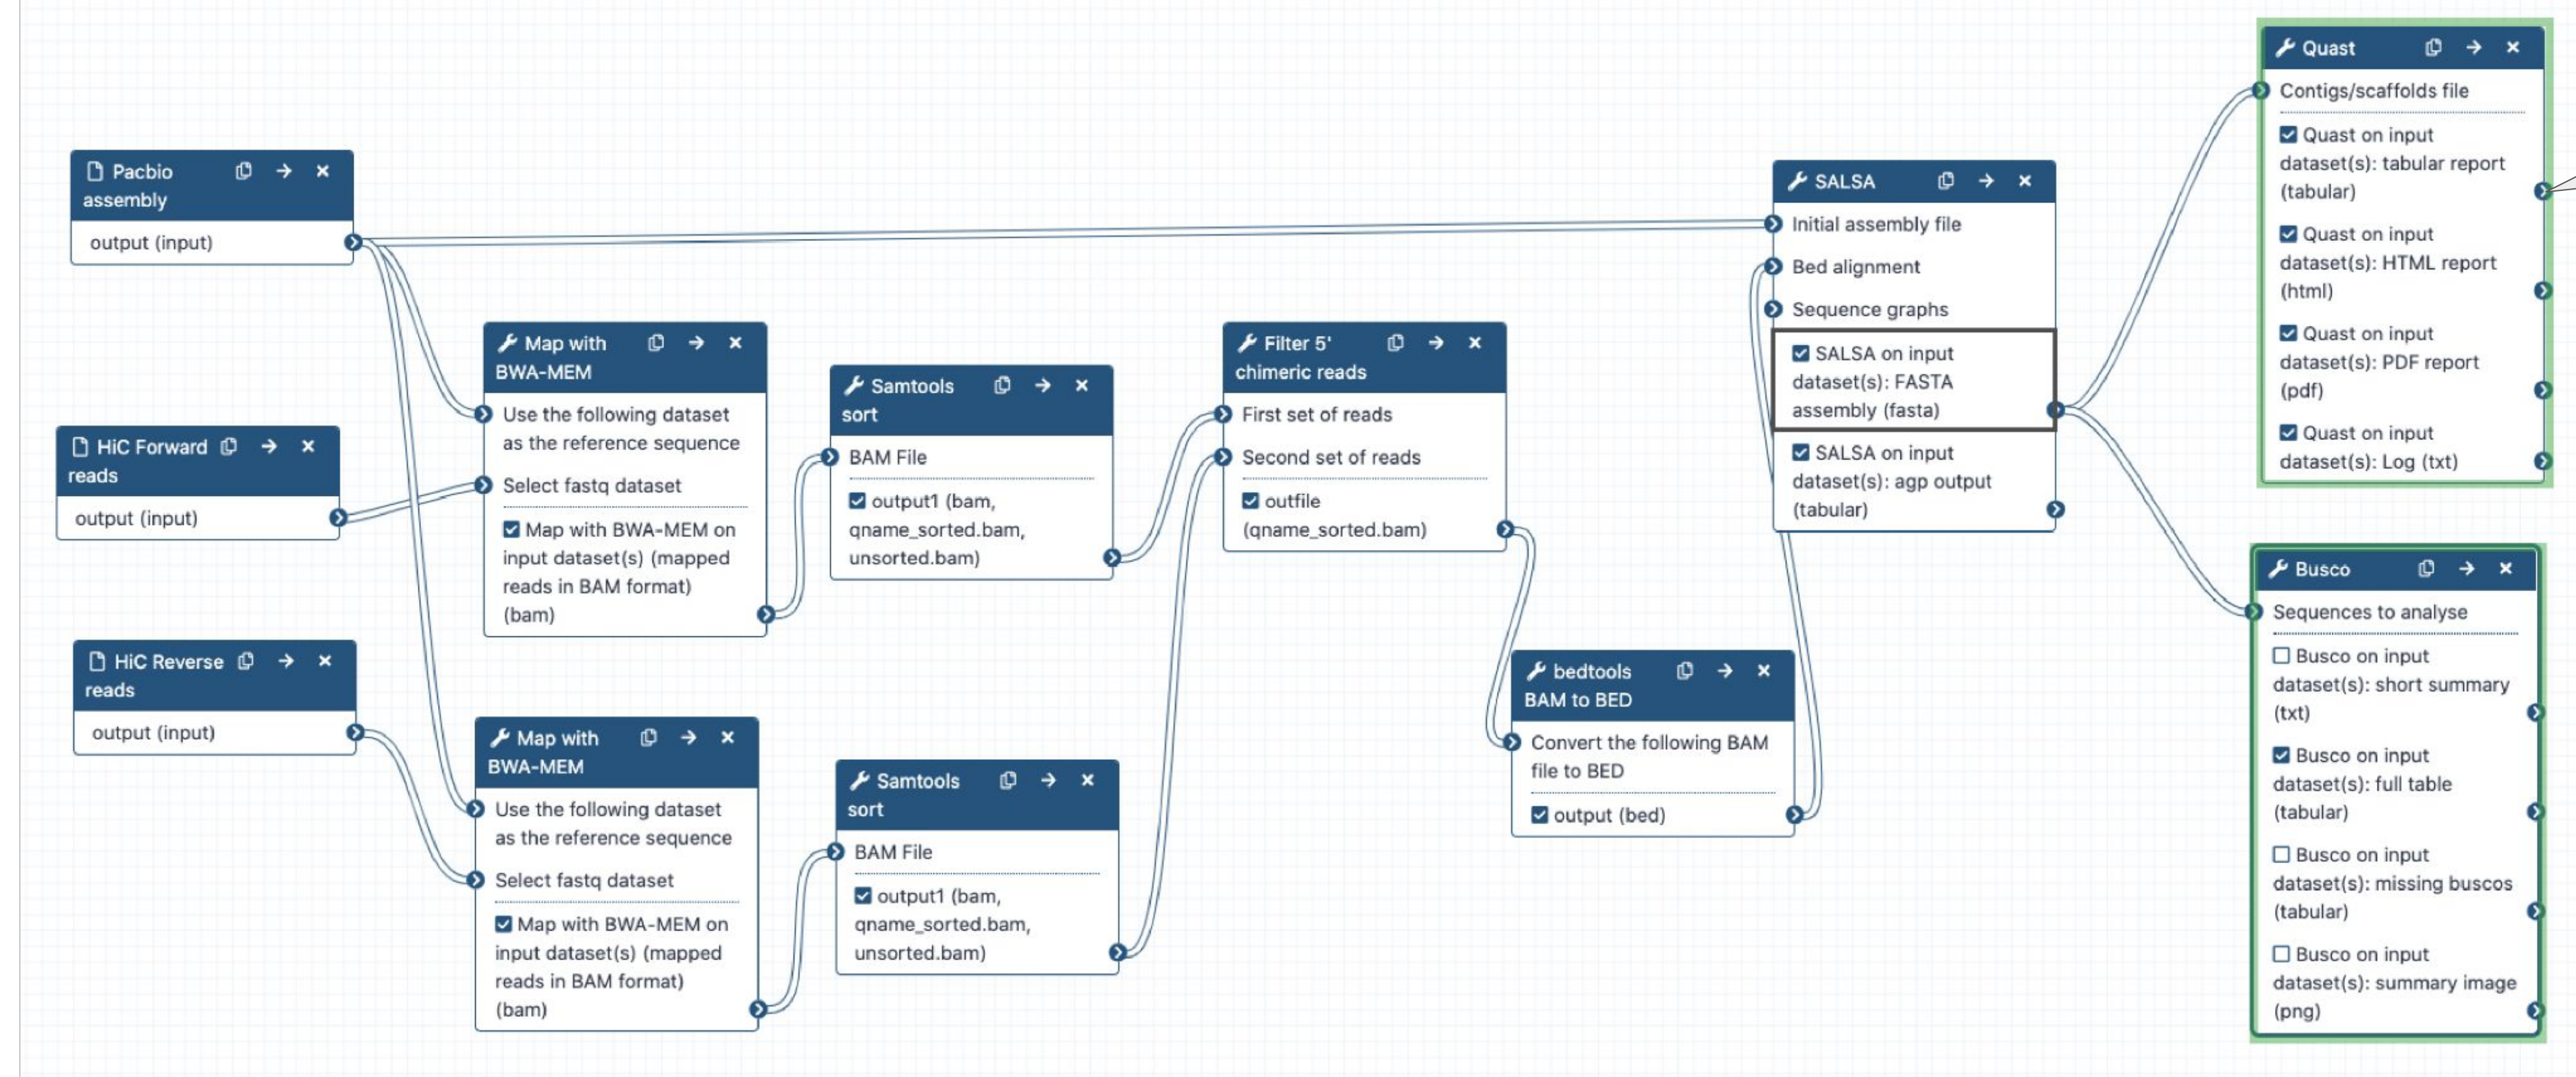 Pacbio
assembly
output (input)
HiC Forward
reads
output (input)
HiC Reverse
reads
output (input)
Map with
BWA-MEM
Use the following dataset
as the reference sequence
Select fastq dataset
Map with BWA-MEM on
input dataset(s) (mapped
reads in BAM format)
(bam)
Map with
BWA-MEM
Use the following dataset
as the reference sequence
Select fastq dataset
Map with BWA-MEM on
input dataset(s) (mapped
reads in BAM format)
(bam)
Samtools
sort
BAM File
output1 (bam,
qname_sorted.bam,
unsorted.bam)
Samtools
sort
BAM File
output1 (bam,
qname_sorted.bam,
unsorted.bam)
Filter 5'
chimeric reads
First set of reads
Second set of reads
outfile
(qname_sorted.bam)
bedtools
BAM to BED
Convert the following BAM
file to BED
output (bed)
SALSA
Initial assembly file
Bed alignment
Sequence graphs
SALSA on input
dataset(s): FASTA
assembly (fasta)
SALSA on input
dataset(s): agp output
(tabular)
Quast
Contigs/scaffolds file
Quast on input
dataset(s): tabular report
(tabular)
Quast on input
dataset(s): HTML report
(html)
Quast on input
dataset(s): PDF report
(pdf)
Quast on input
dataset(s): Log (txt)
Busco
Sequences to analyse
Busco on input
dataset(s): short summary
(txt)
Busco on input
dataset(s): full table
(tabular)
Busco on input
dataset(s): missing buscos
(tabular)
Busco on input
dataset(s): summary image
(png)